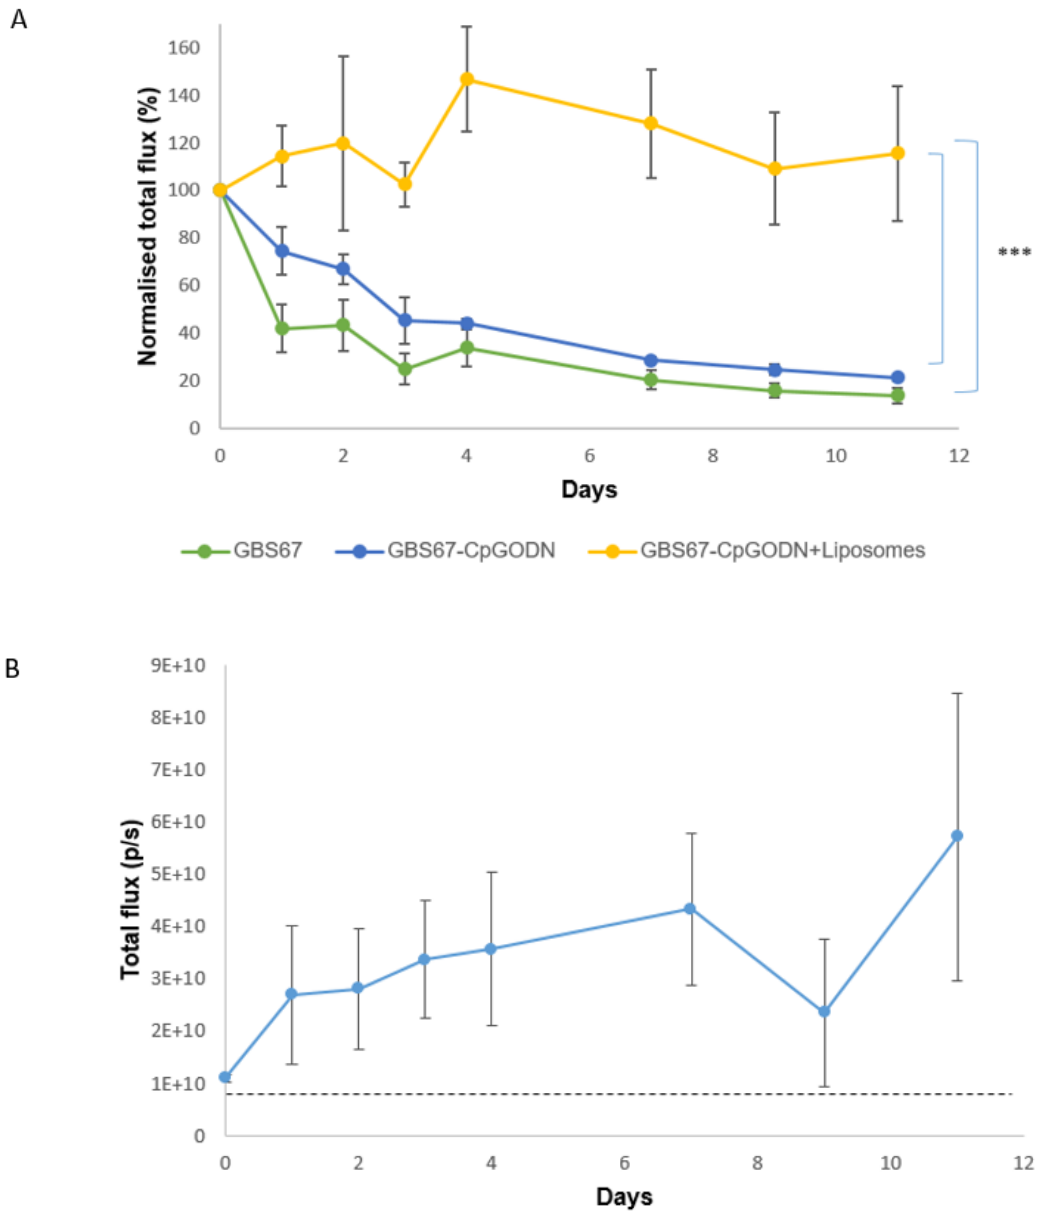 A
Normalised total flux (%)
160
140
120
100
80
60
40
20
0
0 2 4 6 8 10 12
Days
***
GBS67 GBS67-CpGODN GBS67-CpGODN+Liposomes
B
Total flux (p/s)
9E+10
8E+10
7E+10
6E+10
5E+10
4E+10
3E+10
2E+10
1E+10
0
0 2 4 6 8 10 12
Days